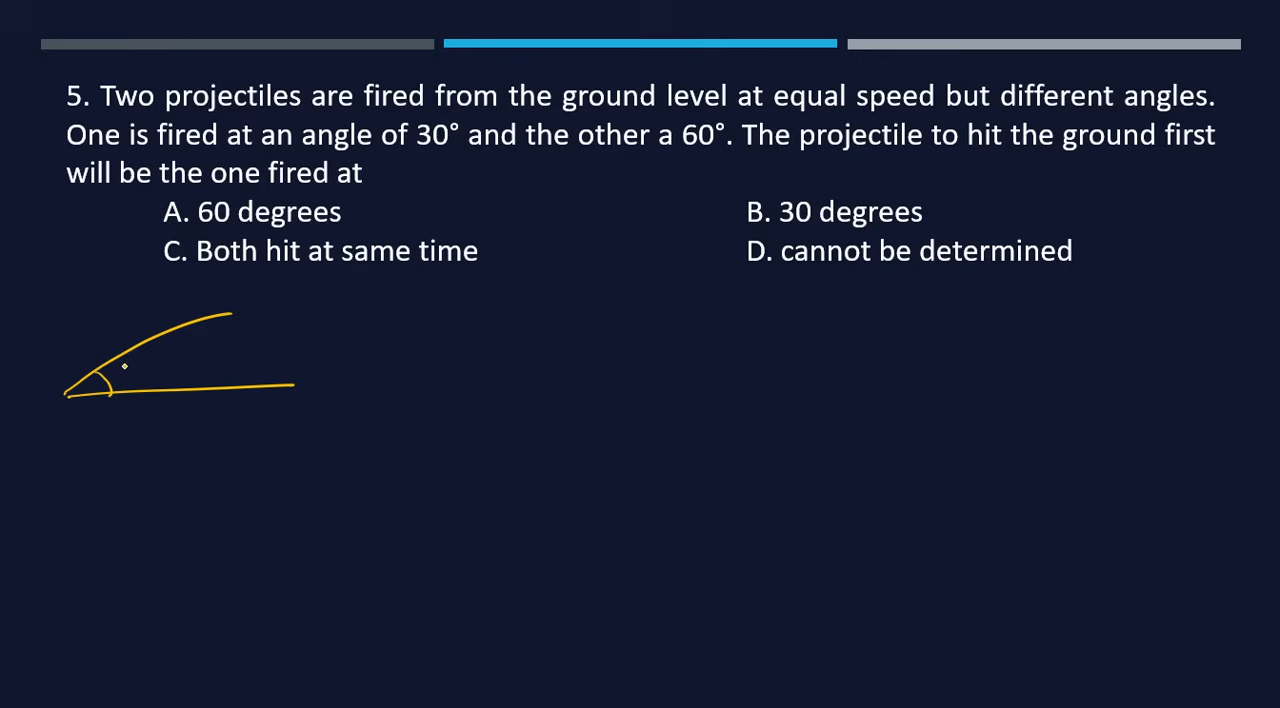 5. Two projectiles are fired from the ground level at equal speed but different angles.
One is fired at an angle of 30° and the other a 60°. The projectile to hit the ground first
will be the one fired at
A. 60 degrees B. 30 degrees
C. Both hit at same time D. cannot be determined